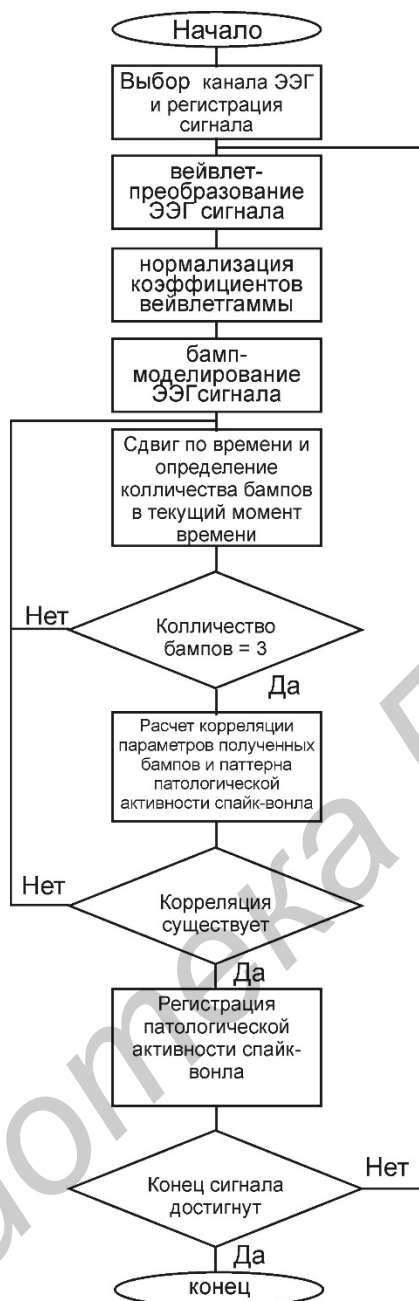 Начало
Выбор канала ЭЭГ
и регистрация
сигнала
вейвлет-
преобразование
ЭЭГ сигнала
нормализация
коэффициентов
вейвлетгаммы
бамп-
моделирование
ЭЭГсигнала
Сдвиг по времени и
определение
колличества бампов
в текущий момент
времени
Нет
Колличество
бампов = 3
Да
Расчет корреляции
параметров полученных
бампов и паттерна
патологической
активности спайк-вонла
Нет
Корреляция
существует
Да
Регистрация
патологической
активности спайк-
вонла
Нет
Конец сигнала
достигнут
Да
конец